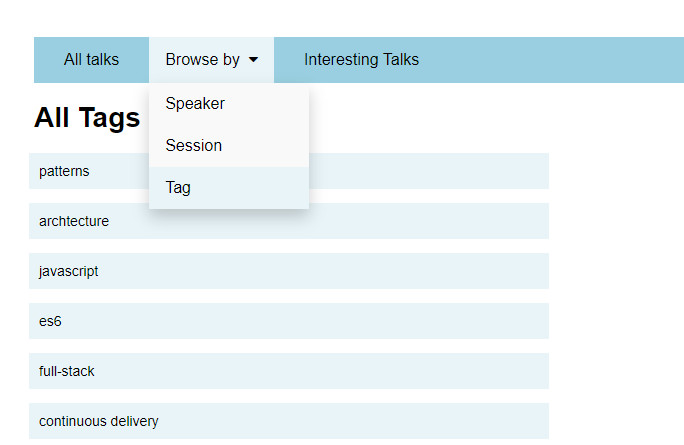 All talks Browse by Interesting Talks
Speaker
Session
Tag
All Tags
patterns
archtecture
javascript
es6
full-stack
continuous delivery